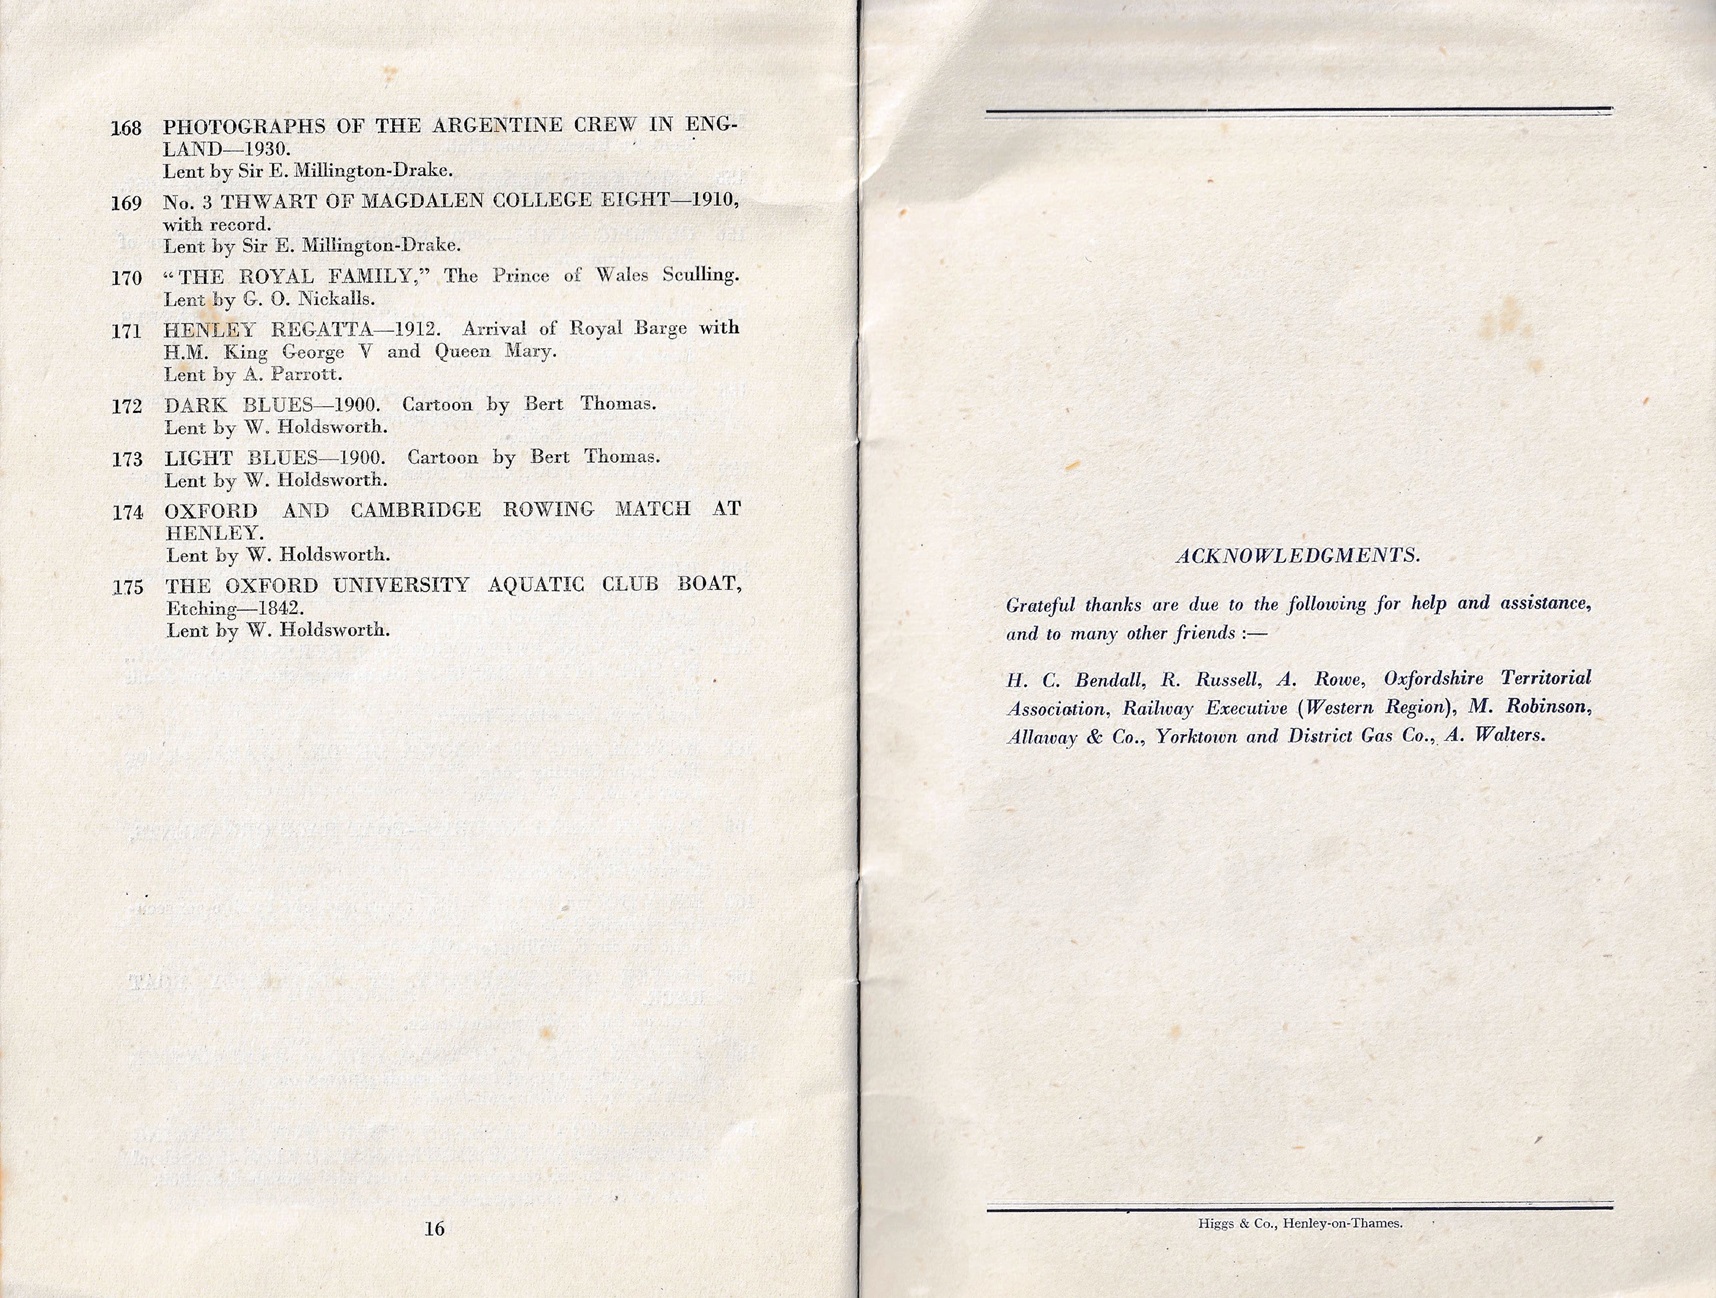 168 PHOTOGRAPHS OF THE ARGENTINE CREW IN ENG-
LAND—1930.
Lent by Sir E. Millington-Drake.
169 No. 3 THWART OF MAGDALEN COLLEGE EIGHT—1910,
with record.
Lent by Sir E. Millington-Drake.
170 “THE ROYAL FAMILY,” The Prince of Wales Sculling.
Lent by G. O. Nickalls.
171 HENLEY REGATTA—1912. Arrival of Royal Barge with
H.M. King George V and Queen Mary.
Lent by A. Parrott.
172 DARK BLUES—1900. Cartoon by Bert Thomas.
Lent by W. Holdsworth.
173 LIGHT BLUES—1900. Cartoon by Bert Thomas.
Lent by W. Holdsworth.
174 OXFORD AND CAMBRIDGE ROWING MATCH AT
HENLEY.
Lent by W. Holdsworth.
175 THE OXFORD UNIVERSITY AQUATIC CLUB BOAT,
Etching—1842.
Lent by W. Holdsworth.
16
ACKNOWLEDGMENTS.
Grateful thanks are due to the following for help and assistance,
and to many other friends :—
H. C. Bendall, R. Russell, A. Rowe, Oxfordshire Territorial
Association, Railway Executive (Western Region), M. Robinson,
Allaway & Co., Yorktown and District Gas Co., A. Walters.
Higgs & Co., Henley-on-Thames.